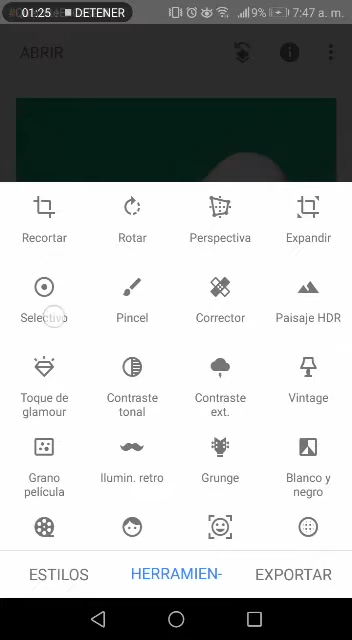 01:25 DETENER 9% 7:47 a. m.
ABRIR
Recortar Rotar Perspectiva Expandir
Selectivo Pincel Corrector Paisaje HDR
Toque de glamour Contraste tonal Contraste ext. Vintage
Grano película Ilumin. retro Grunge Blanco y negro
ESTILOS HERRAMIEN- EXPORTAR